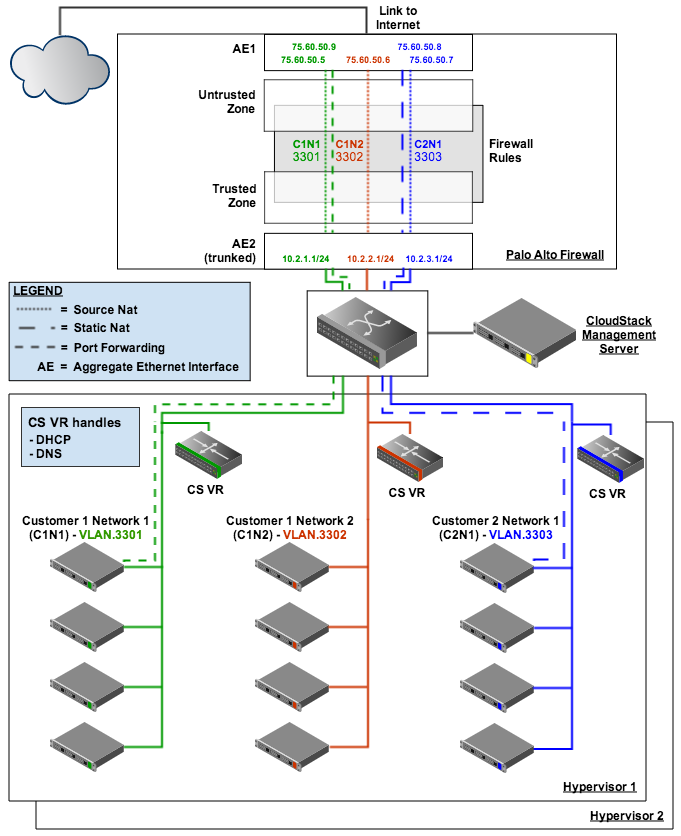 Link to
Internet
AE1
75.60.50.9
75.60.50.8
75.60.50.5
75.60.50.6
75.60.50.7
Untrusted
Zone
C1N1
3301
C1N2
3302
C2N1
3303
Firewall
Rules
Trusted
Zone
AE2
(trunked)
10.2.1.1/24
10.2.2.1/24
10.2.3.1/24
Palo Alto Firewall
LEGEND
= Source Nat
= Static Nat
= Port Forwarding
AE = Aggregate Ethernet Interface
CloudStack
Management
Server
CS VR handles
- DHCP
- DNS
CS VR
CS VR
CS VR
Customer 1 Network 1
(C1N1) - VLAN.3301
Customer 1 Network 2
(C1N2) - VLAN.3302
Customer 2 Network 1
(C2N1) - VLAN.3303
Hypervisor 1
Hypervisor 2